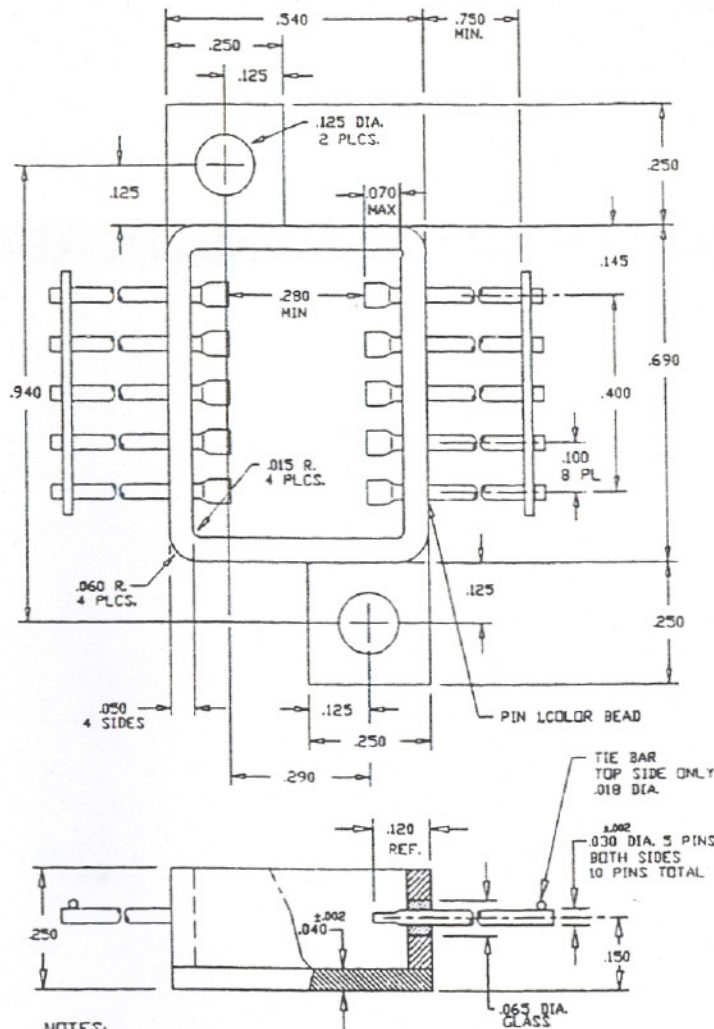 .540
.750
MIN.
.250
.125
.125 DIA.
2 PLCS.
.250
.125
.070
MAX
.145
.280
MIN
.940
.690
.400
.100
8 PL
.015 R.
4 PLCS.
.060 R.
4 PLCS.
.125
.250
.050
4 SIDES
.125
PIN 1,COLOR BEAD
.250
.290
TIE BAR
TOP SIDE ONLY
.018 DIA.
.120
REF.
±.002
.030 DIA. 5 PINS
BOTH SIDES
10 PINS TOTAL
±.002
.040
.250
.150
.065 DIA.
GLASS
NOTES: